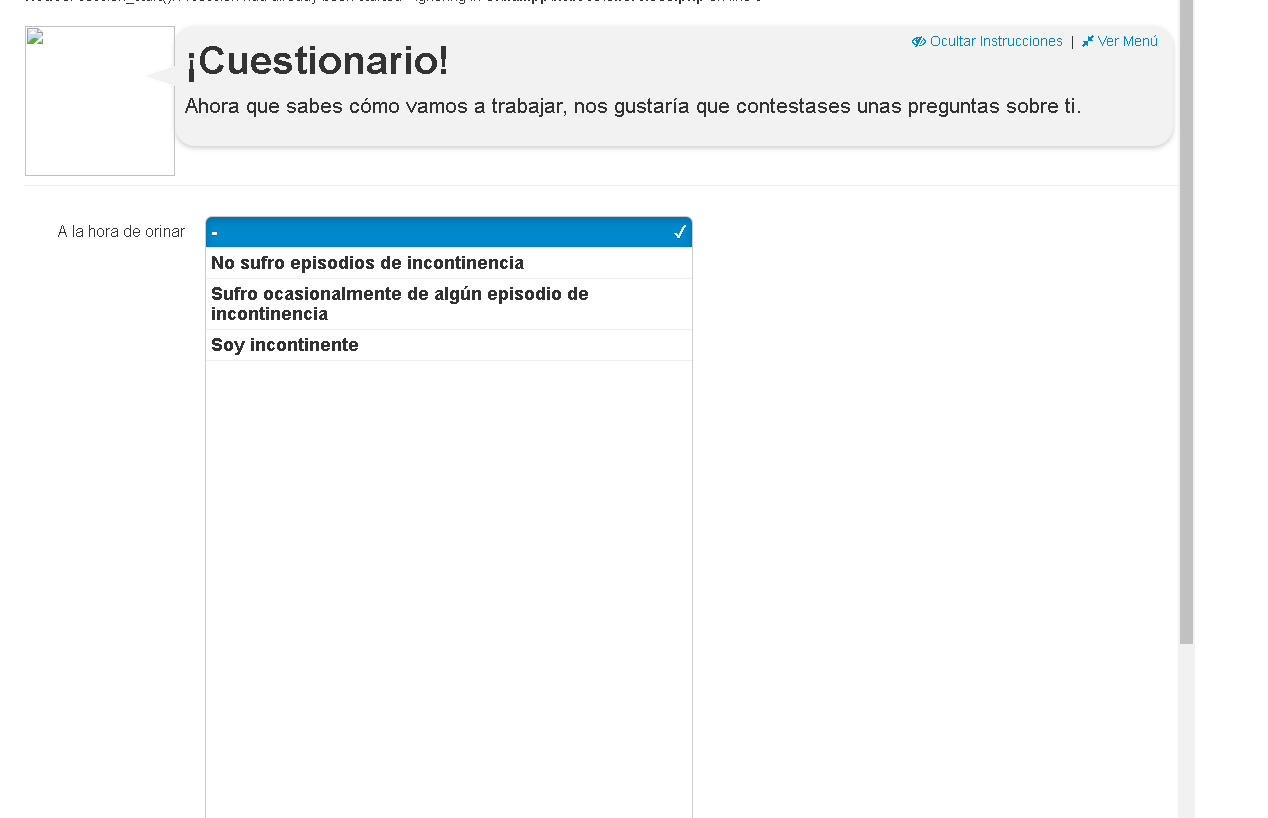 ¡Cuestionario!
Ocultar Instrucciones | Ver Menú
Ahora que sabes cómo vamos a trabajar, nos gustaría que contestases unas preguntas sobre ti.
A la hora de orinar
-
No sufro episodios de incontinencia
Sufro ocasionalmente de algún episodio de
incontinencia
Soy incontinente